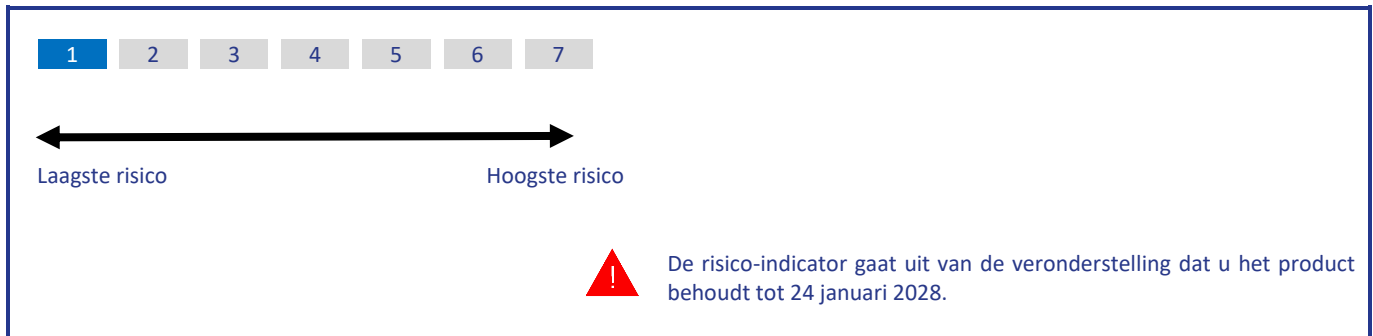 1 2 3 4 5 6 7
Laagste risico Hoogste risico
! De risico-indicator gaat uit van de veronderstelling dat u het product
behoudt tot 24 januari 2028.